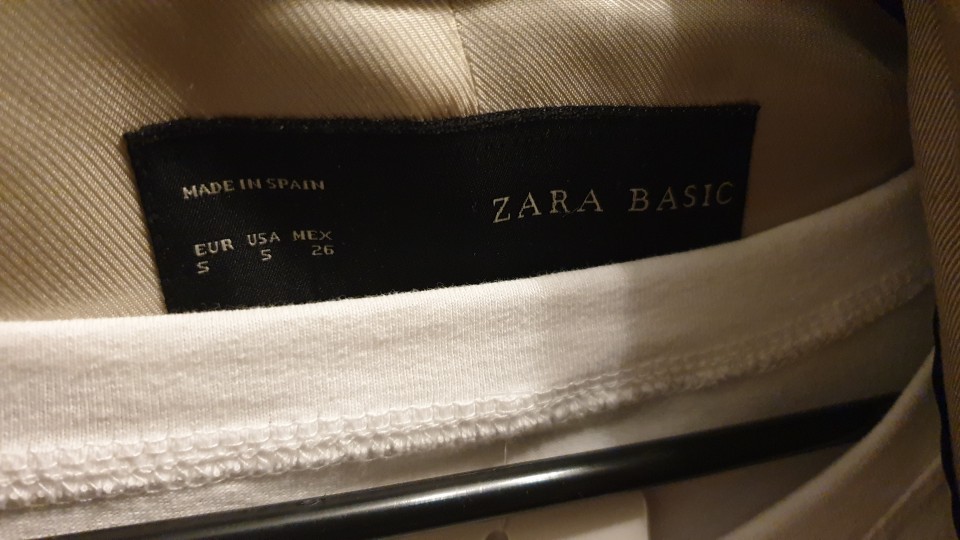 MADE IN SPAIN
ZARA BASIC
EUR USA MEX
S S 26